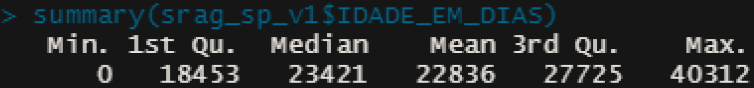 > summary(srag_sp_v1$IDADE_EM_DIAS)
Min. 1st Qu. Median Mean 3rd Qu. Max.
0 18453 23421 22836 27725 40312